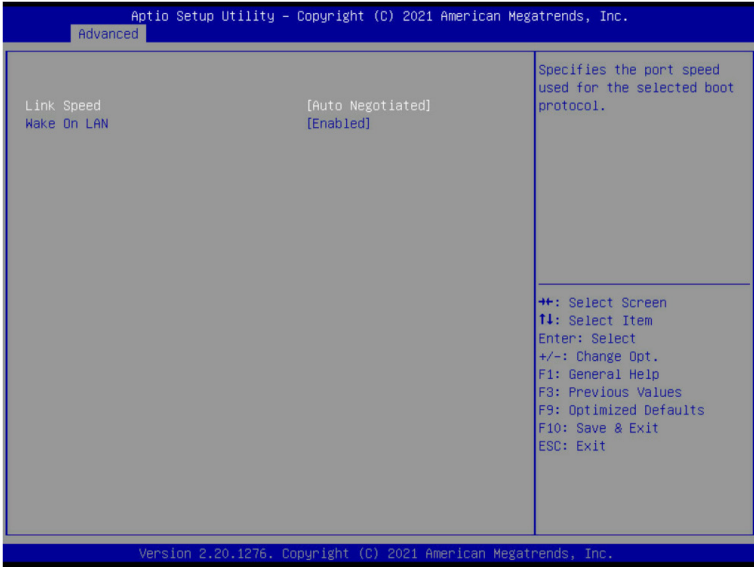 Aptio Setup Utility – Copyright (C) 2021 American Megatrends, Inc.
Advanced
Link Speed [Auto Negotiated]
Wake On LAN [Enabled]
Specifies the port speed
used for the selected boot
protocol.
→←: Select Screen
↑↓: Select Item
Enter: Select
+/-: Change Opt.
F1: General Help
F3: Previous Values
F9: Optimized Defaults
F10: Save & Exit
ESC: Exit
Version 2.20.1276. Copyright (C) 2021 American Megatrends, Inc.